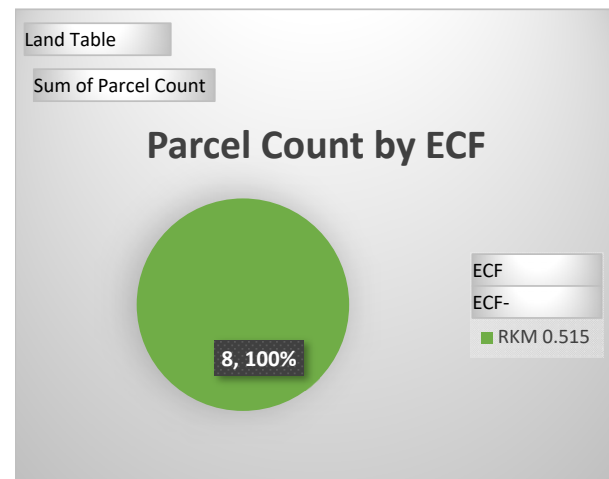 Land Table
Sum of Parcel Count
Parcel Count by ECF
ECF
ECF-
RKM 0.515
8, 100%